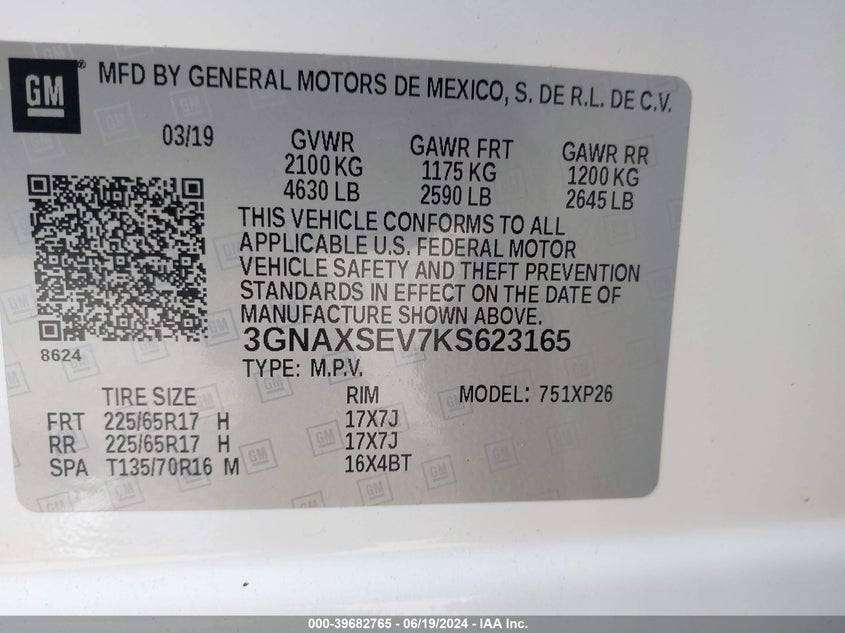 GM ® MFD BY GENERAL MOTORS DE MEXICO, S. DE R.L. DE C.V.
03/19 GVWR GAWR FRT GAWR RR
2100 KG 1175 KG 1200 KG
4630 LB 2590 LB 2645 LB
THIS VEHICLE CONFORMS TO ALL
APPLICABLE U.S. FEDERAL MOTOR
VEHICLE SAFETY AND THEFT PREVENTION
STANDARDS IN EFFECT ON THE DATE OF
MANUFACTURE SHOWN ABOVE.
3GNAXSEV7KS623165
8624
TYPE: M.P.V.
TIRE SIZE RIM MODEL: 751XP26
FRT 225/65R17 H 17X7J
RR 225/65R17 H 17X7J
SPA T135/70R16 M 16X4BT
000-39682765 - 06/19/2024 - IAA Inc.